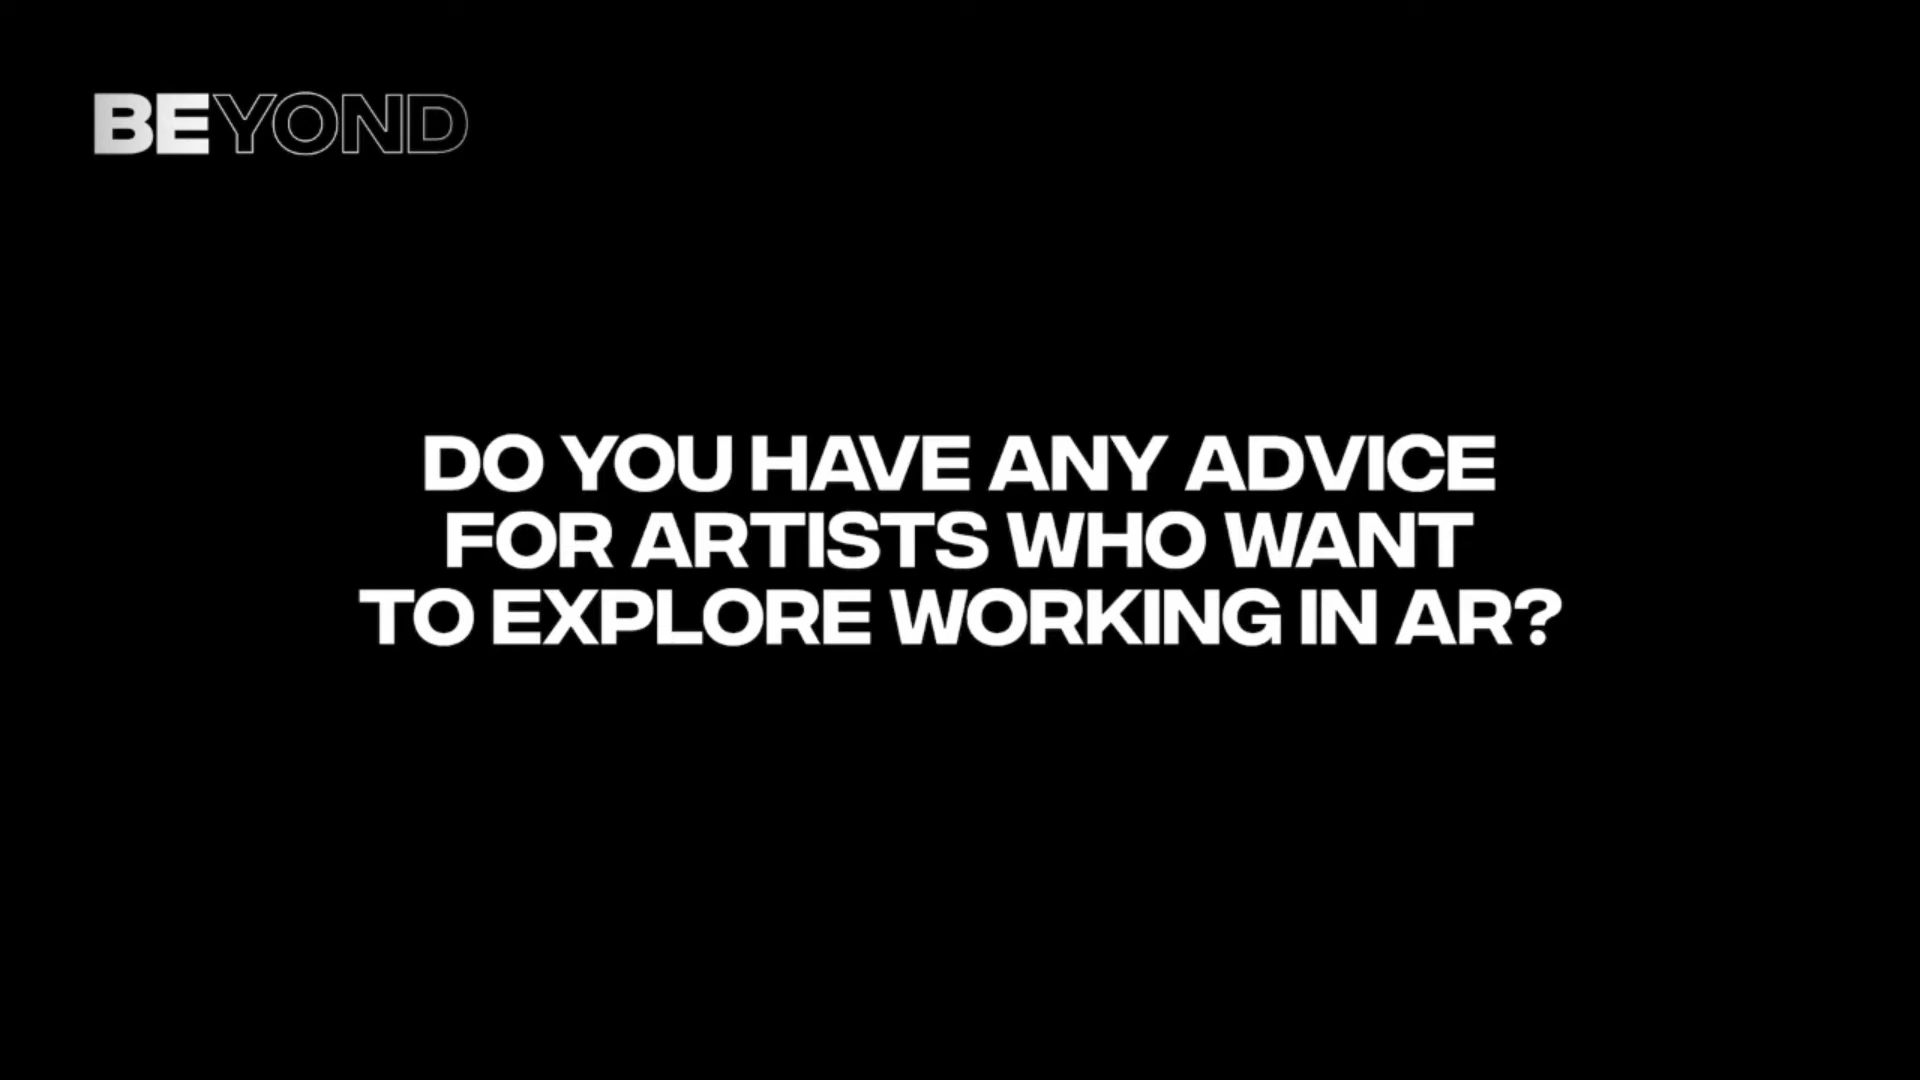 BEYOND
DO YOU HAVE ANY ADVICE
FOR ARTISTS WHO WANT
TO EXPLORE WORKING IN AR?